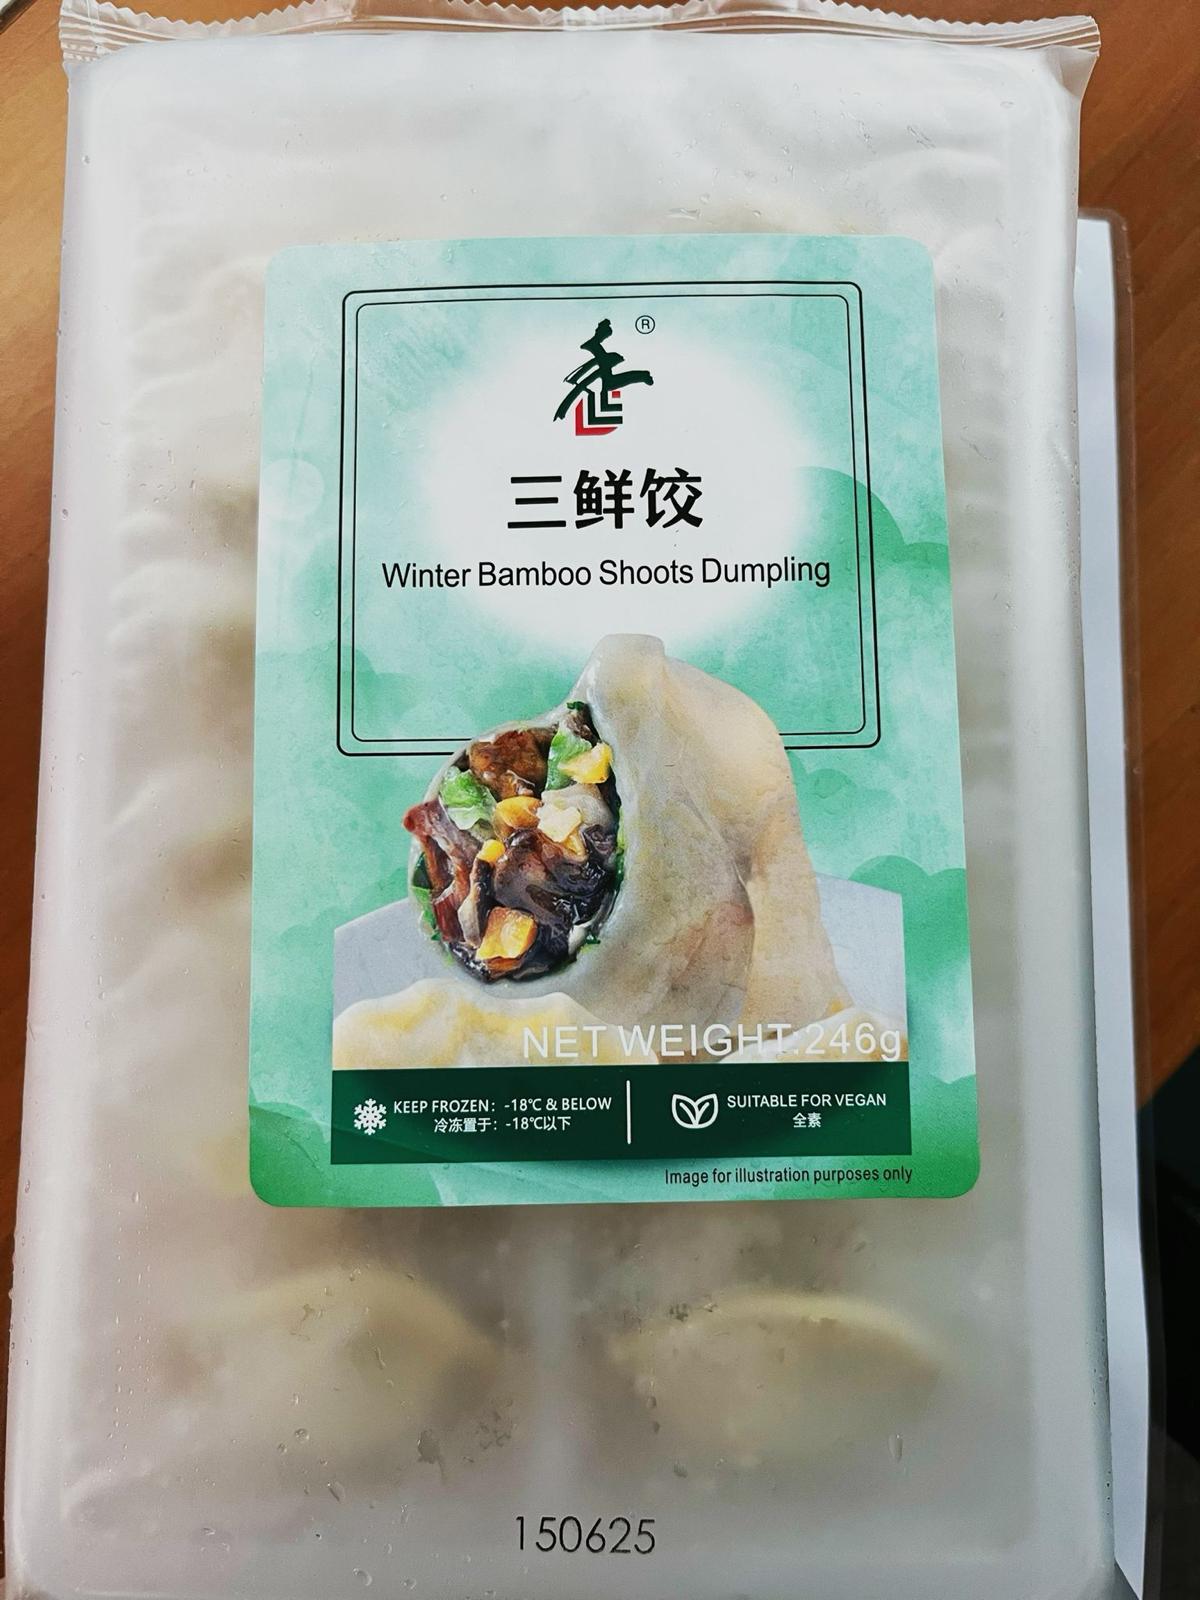 ®
三鲜饺
Winter Bamboo Shoots Dumpling
NET WEIGHT:246g
KEEP FROZEN: -18℃ & BELOW
冷冻置于: -18℃以下
SUITABLE FOR VEGAN
全素
Image for illustration purposes only
150625